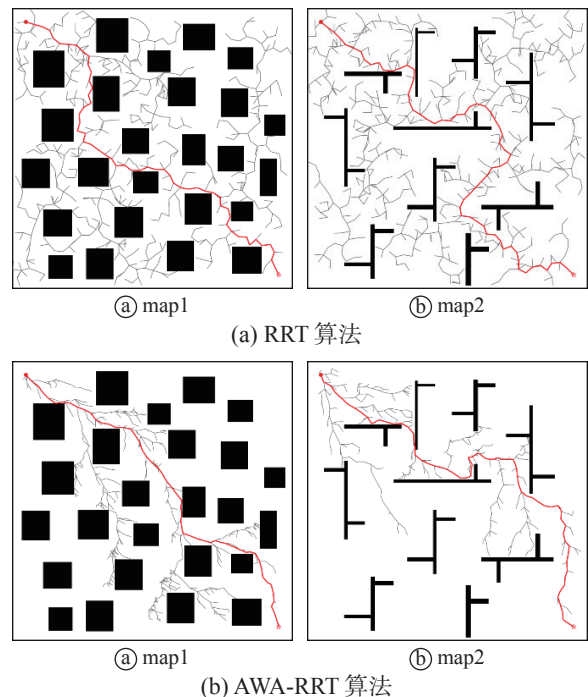 ⓐ map1 ⓑ map2
(a) RRT 算法
ⓐ map1 ⓑ map2
(b) AWA-RRT 算法